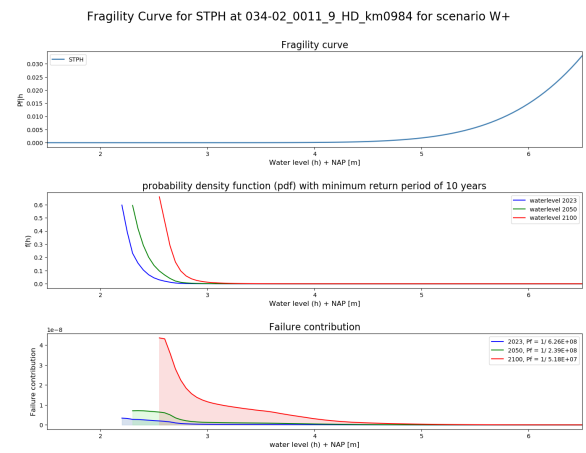 Fragility Curve for STPH at 034-02_0011_9_HD_km0984 for scenario W+
Fragility curve
STPH
Pf|h
0.030
0.025
0.020
0.015
0.010
0.005
0.000
2 3 4 5 6
Water level (h) + NAP [m]
probability density function (pdf) with minimum return period of 10 years
waterlevel 2023
waterlevel 2050
waterlevel 2100
f(h)
0.6
0.5
0.4
0.3
0.2
0.1
0.0
2 3 4 5 6
Water level (h) + NAP [m]
Failure contribution
1e-8
2023, Pf = 1/ 6.26E+08
2050, Pf = 1/ 2.39E+08
2100, Pf = 1/ 5.18E+07
Failure contribution
4
2
0
2 3 4 5 6
water level (h) + NAP [m]